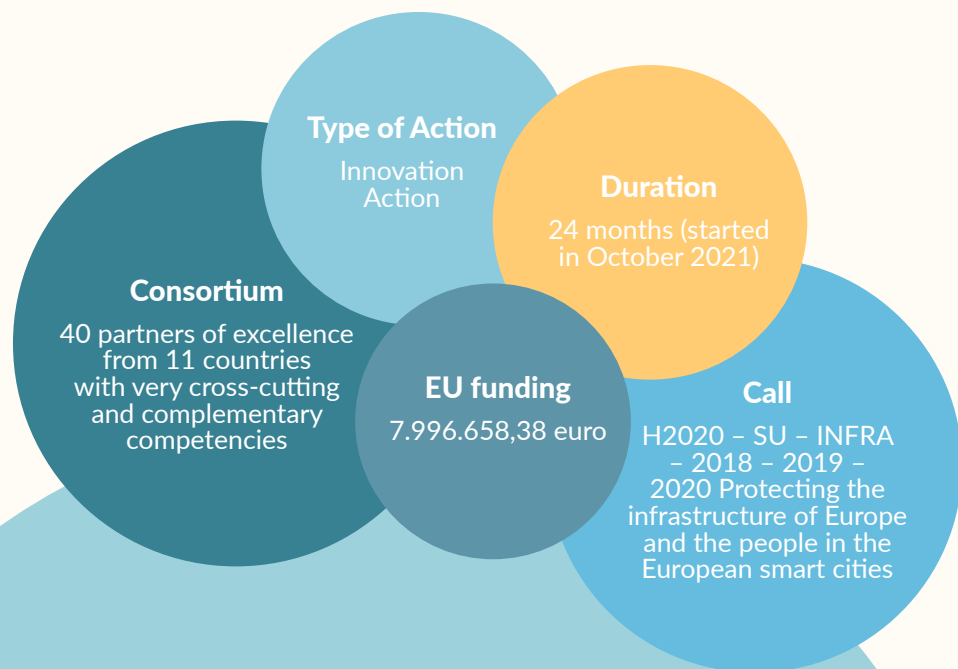 Type of Action
Innovation
Action
Duration
24 months (started
in October 2021)
Consortium
40 partners of excellence
from 11 countries
with very cross-cutting
and complementary
competencies
EU funding
7.996.658,38 euro
Call
H2020 – SU – INFRA
– 2018 – 2019 –
2020 Protecting the
infrastructure of Europe
and the people in the
European smart cities